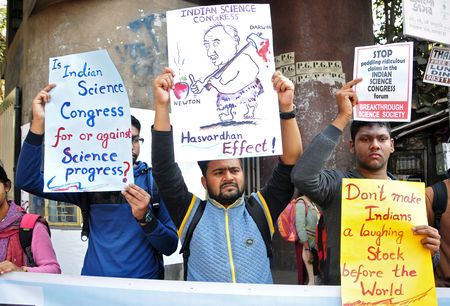 Is
Indian
Science
Congress
for or against
Science
progress?
INDIAN SCIENCE
CONGRESS
DARWIN
NEWTON
Hasvardhan
Effect!
STOP
peddling ridiculous
claims in the
INDIAN SCIENCE
CONGRESS
forum
BREAKTHROUGH
SCIENCE SOCIETY
Don't make
Indians
a laughing
Stock
before the
World